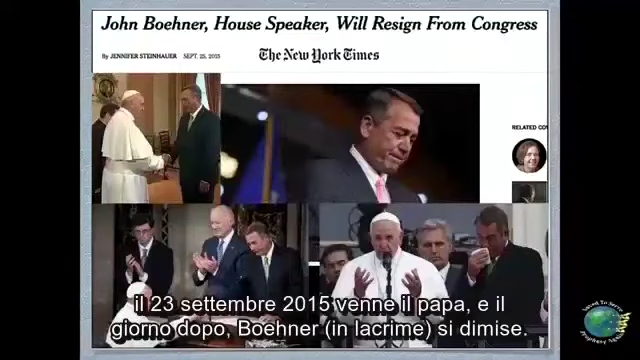 John Boehner, House Speaker, Will Resign From Congress
By JENNIFER STEINHAUER SEPT. 25, 2015
The New York Times
RELATED CO
il 23 settembre 2015 venne il papa, e il
giorno dopo, Boehner (in lacrime) si dimise.